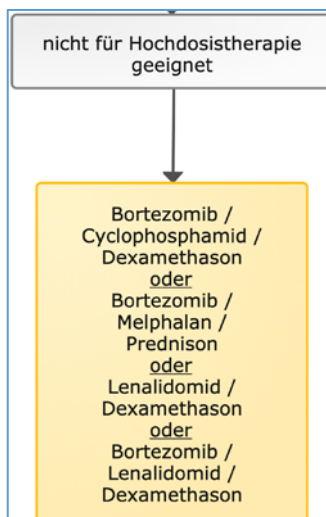 nicht für Hochdosistherapie
geeignet
Bortezomib /
Cyclophosphamid /
Dexamethason
oder
Bortezomib /
Melphalan /
Prednison
oder
Lenalidomid /
Dexamethason
oder
Bortezomib /
Lenalidomid /
Dexamethason